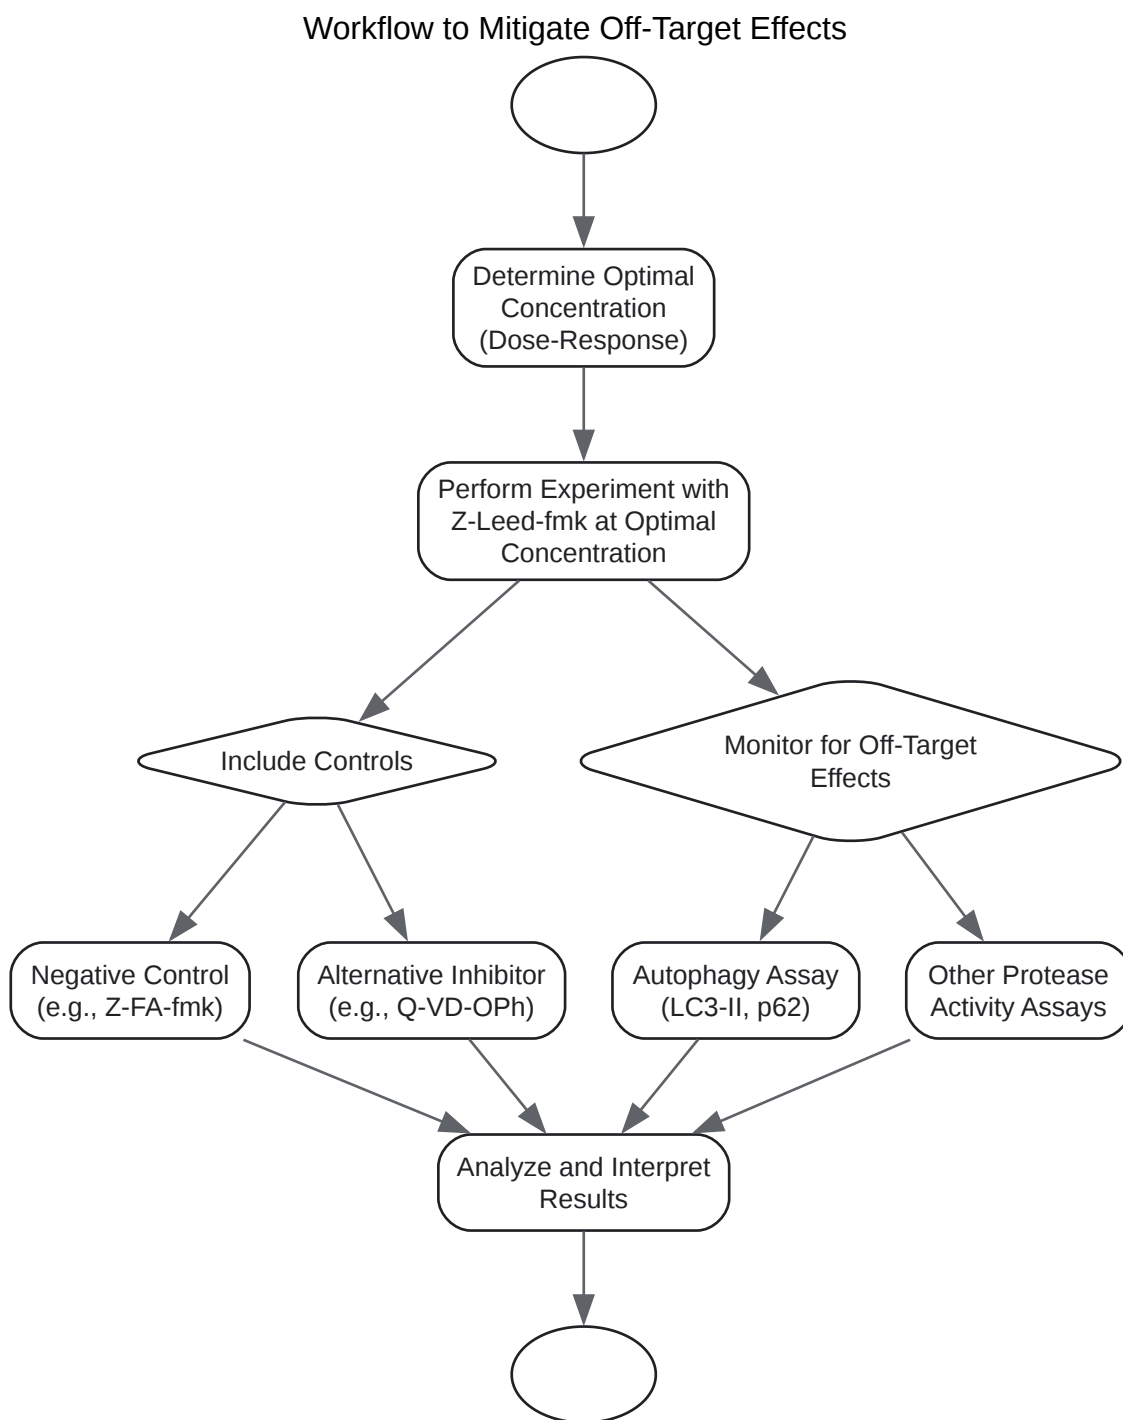 Workflow to Mitigate Off-Target Effects
Determine Optimal
Concentration
(Dose-Response)
Perform Experiment with
Z-Leed-fmk at Optimal
Concentration
Include Controls
Monitor for Off-Target
Effects
Negative Control
(e.g., Z-FA-fmk)
Alternative Inhibitor
(e.g., Q-VD-OPh)
Autophagy Assay
(LC3-II, p62)
Other Protease
Activity Assays
Analyze and Interpret
Results